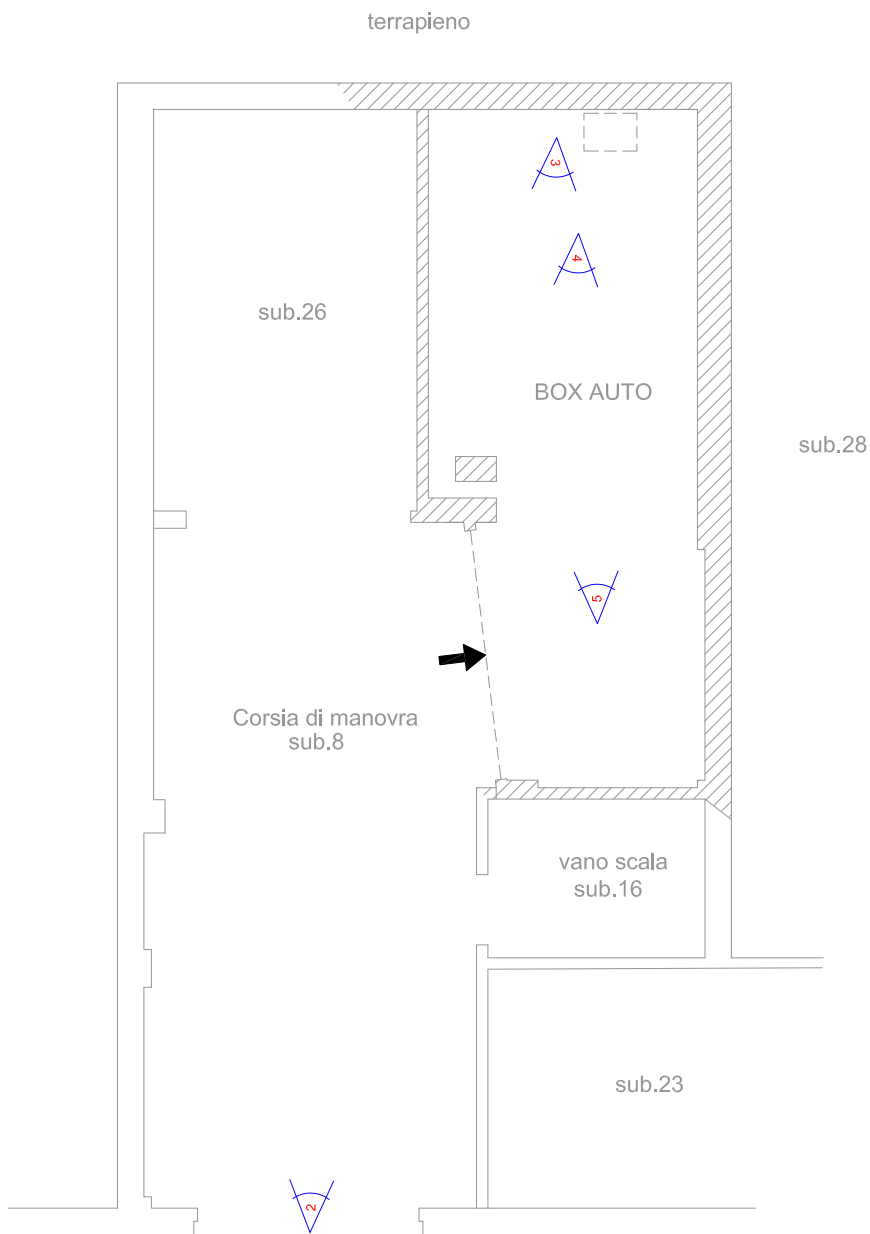 terrapieno
3
4
sub.26
BOX AUTO
sub.28
5
Corsia di manovra
sub.8
vano scala
sub.16
sub.23
2